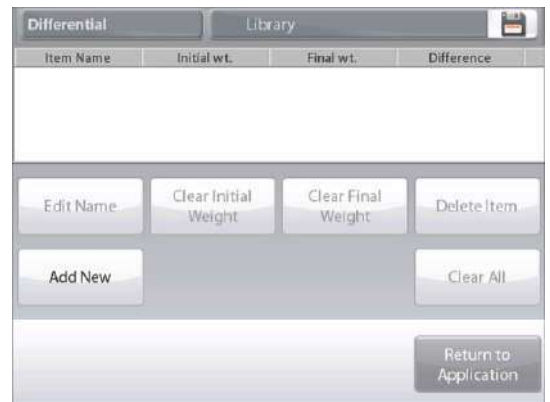 Differential Library
Item Name Initial wt. Final wt. Difference
Edit Name
Clear Initial
Weight
Clear Final
Weight
Delete Item
Add New
Clear All
Return to
Application